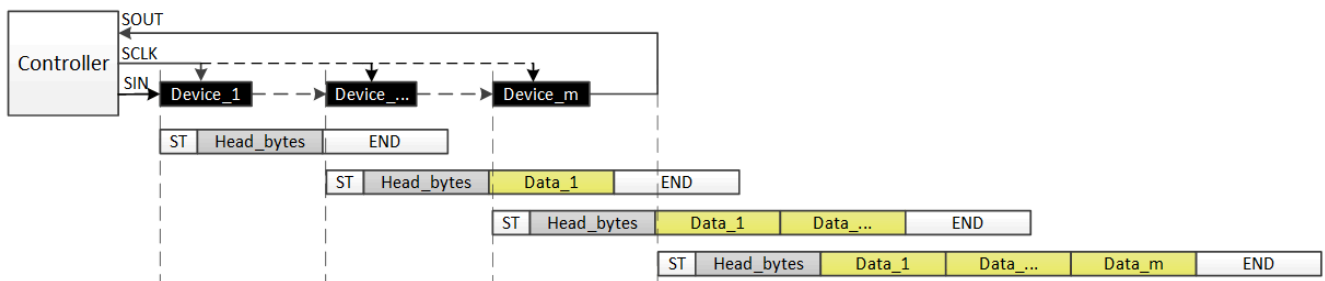 SOUT
SCLK
Controller
SIN
Device_1 Device_... Device_m
ST Head_bytes END
ST Head_bytes Data_1 END
ST Head_bytes Data_1 Data_... END
ST Head_bytes Data_1 Data_... Data_m END